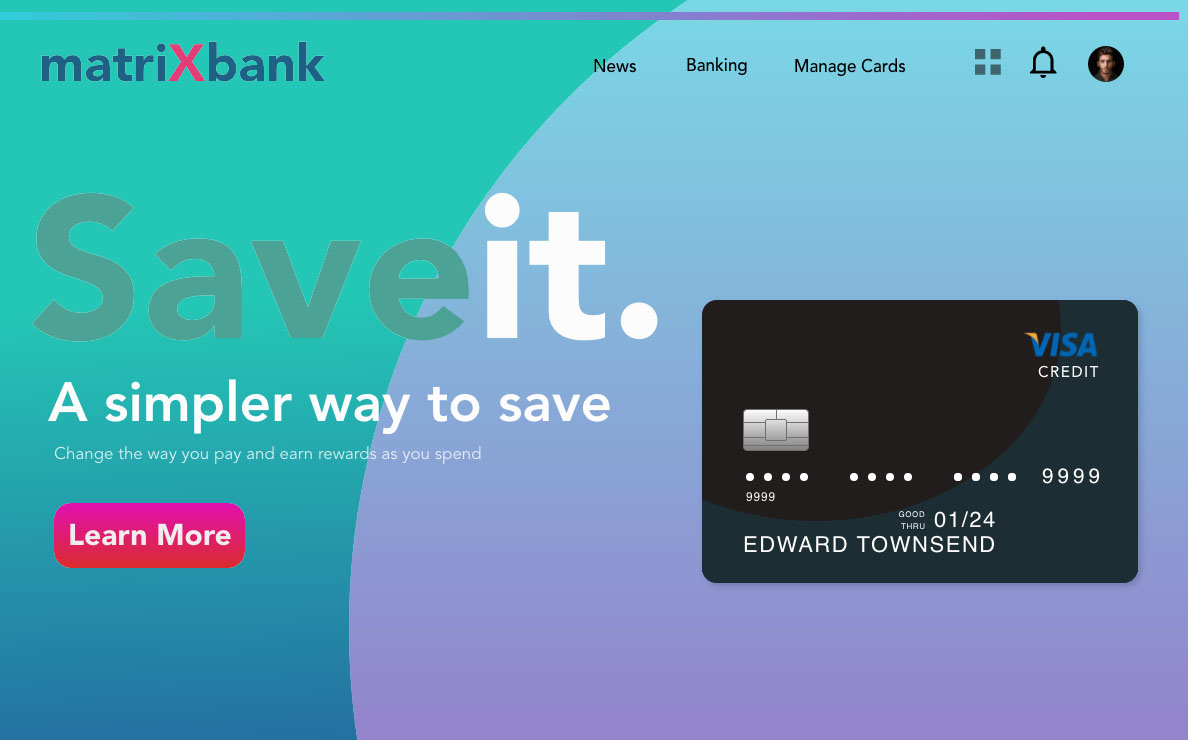 matriXbank
News Banking Manage Cards
Saveit.
A simpler way to save
Change the way you pay and earn rewards as you spend
Learn More
VISA
CREDIT
•••• •••• •••• 9999
9999
GOOD THRU 01/24
EDWARD TOWNSEND